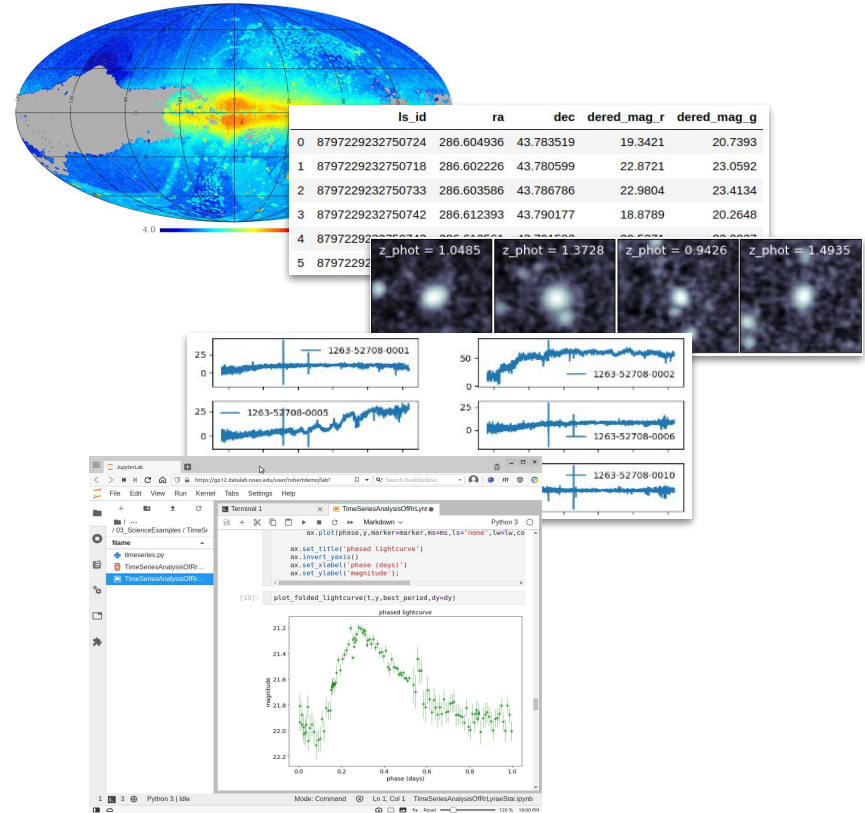 4.0
ls_id ra dec dered_mag_r dered_mag_g
0 8797229232750724 286.604936 43.783519 19.3421 20.7393
1 8797229232750718 286.602226 43.780599 22.8721 23.0592
2 8797229232750733 286.603586 43.786786 22.9804 23.4134
3 8797229232750742 286.612393 43.790177 18.8789 20.2648
4
5 87972292
z_phot = 1.0485 z_phot = 1.3728 z_phot = 0.9426 z_phot = 1.4935
25
0
1263-52708-0001
50
0
1263-52708-0002
25
0
1263-52708-0005
25
0
1263-52708-0006
1263-52708-0010
JupyterLab
https://gp12.datalab.noao.edu/user/robertdemo/lab?
Search DuckDuckGo
File Edit View Run Kernel Tabs Settings Help
/ ...
/ 03_ScienceExamples / TimeSe
Name
timeseries.py
TimeSeriesAnalysisOfRr...
TimeSeriesAnalysisOfRr...
Terminal 1
TimeSeriesAnalysisOfRrLyra
Markdown
Python 3
ax.plot(phase,y,marker=marker,ms=ms,ls='none',lw=lw,co
ax.set_title('phased lightcurve')
ax.invert_yaxis()
ax.set_xlabel('phase (days)')
ax.set_ylabel('magnitude');
[19]: plot_folded_lightcurve(t,y,best_period,dy=dy)
phased lightcurve
21.2
21.4
21.6
21.8
22.0
22.2
magnitude
0.0 0.2 0.4 0.6 0.8 1.0
phase (days)
1 3 Python 3 | Idle
Mode: Command Ln 1, Col 1 TimeSeriesAnalysisOfRrLyraeStar.ipynb
Reset 120 %